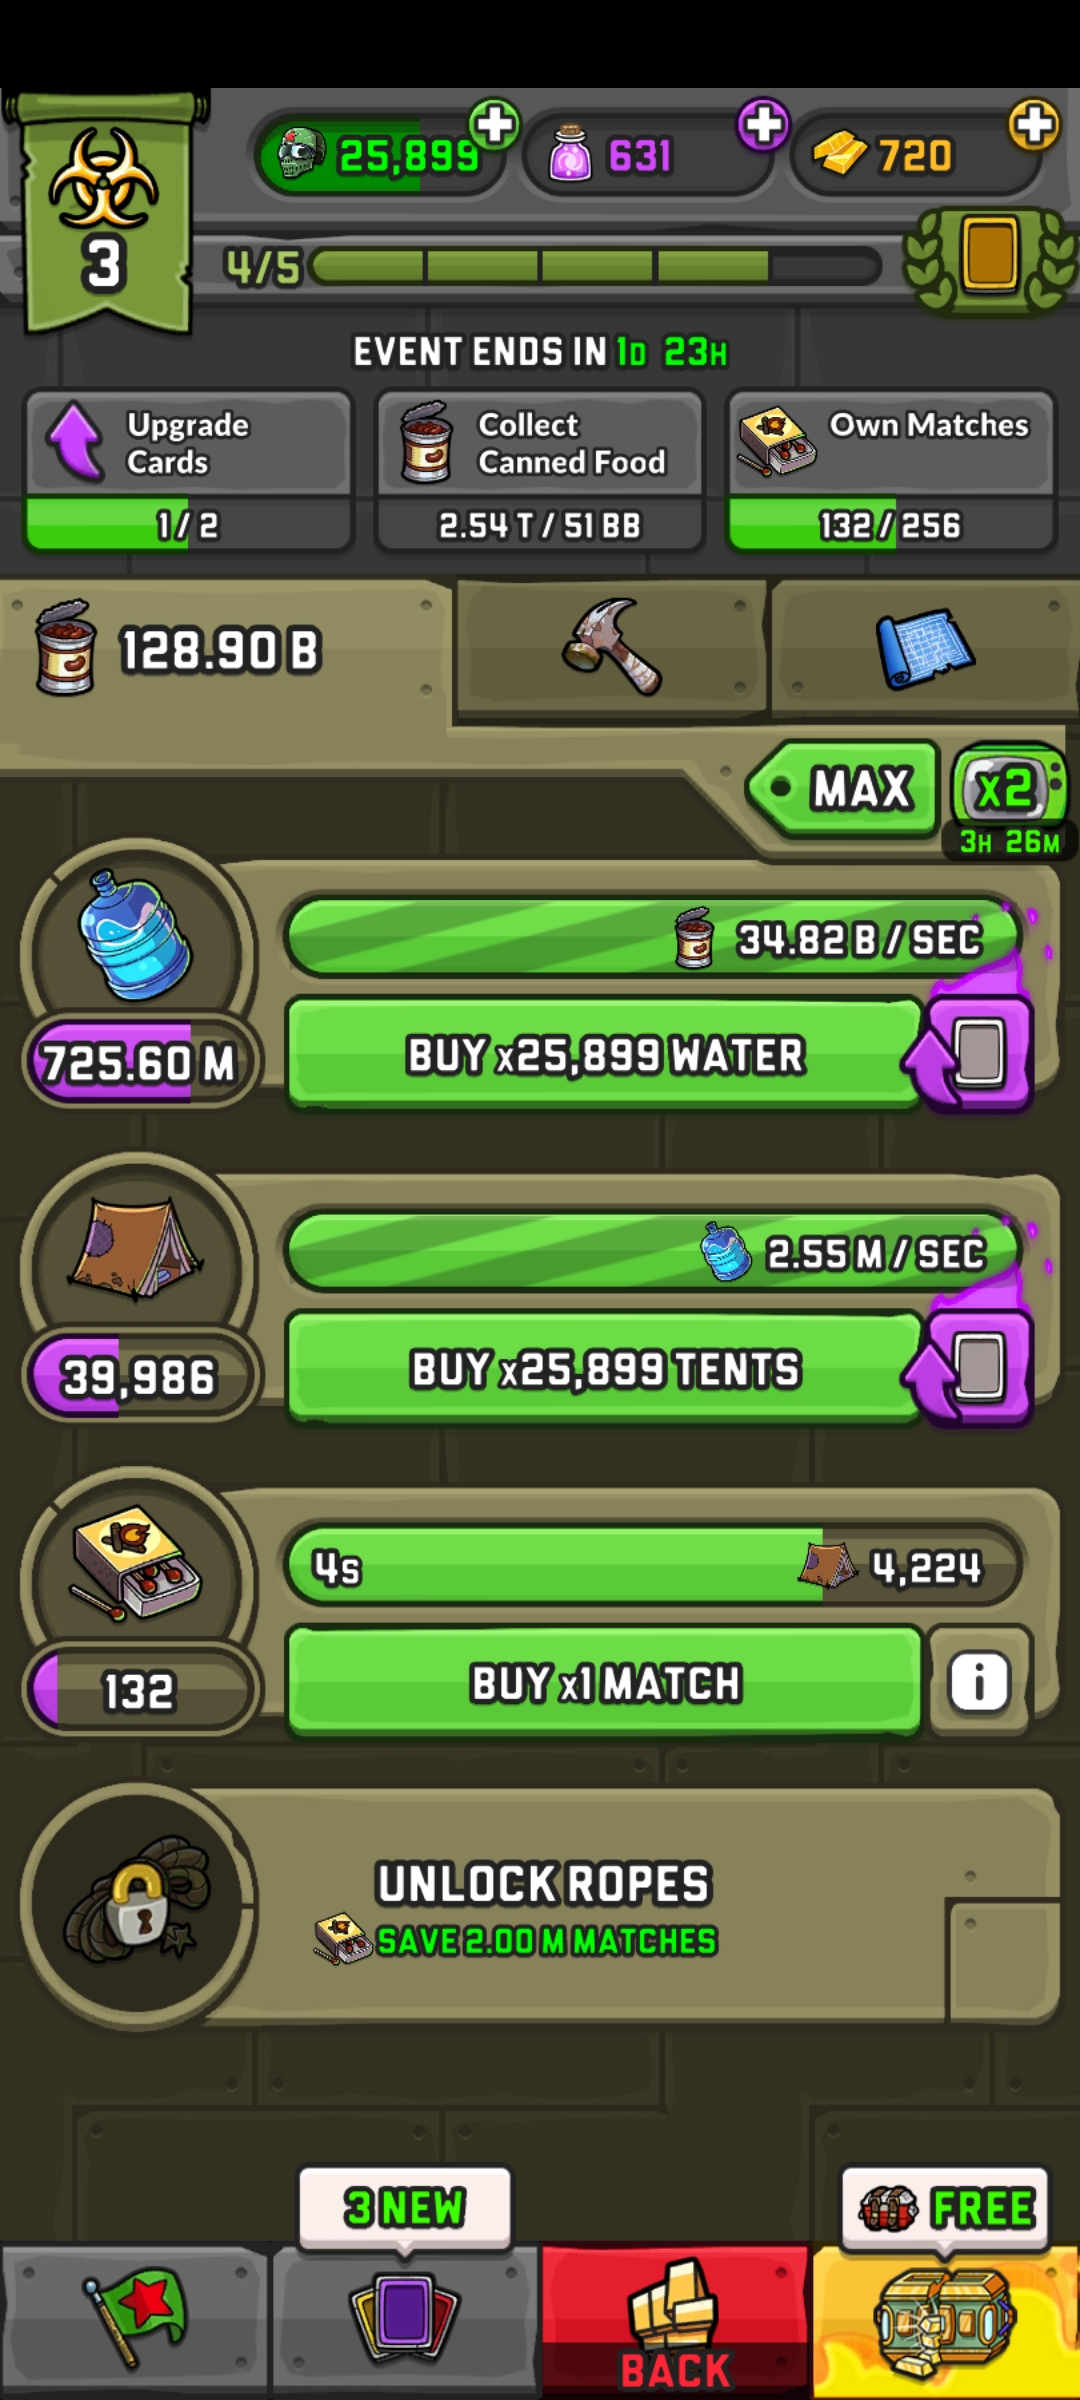 25,899
631
720
3
4/5
EVENT ENDS IN 1D 23H
Upgrade
Cards
1/2
Collect
Canned Food
2.54 T / 51 BB
Own Matches
132/256
128.90 B
MAX
x2
3H 26M
34.82 B / SEC
725.60 M
BUY x25,899 WATER
2.55 M / SEC
39,986
BUY x25,899 TENTS
4s
4,224
132
BUY x1 MATCH
i
UNLOCK ROPES
SAVE 2.00 M MATCHES
3 NEW
FREE
BACK